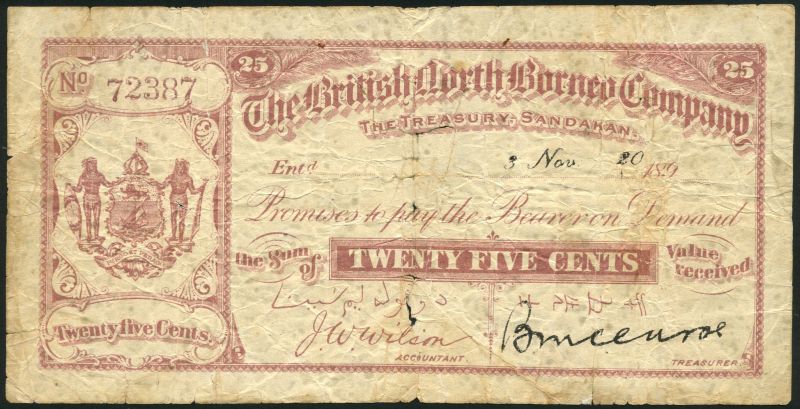 No 72387
25 25
The British North Borneo Company
THE TREASURY, SANDAKAN.
Entd 3 Nov. 20 189
Promises to pay the Bearer on Demand
the Sum of TWENTY FIVE CENTS Value received
Twenty five Cents.
J.W. Wilson
ACCOUNTANT.
TREASURER